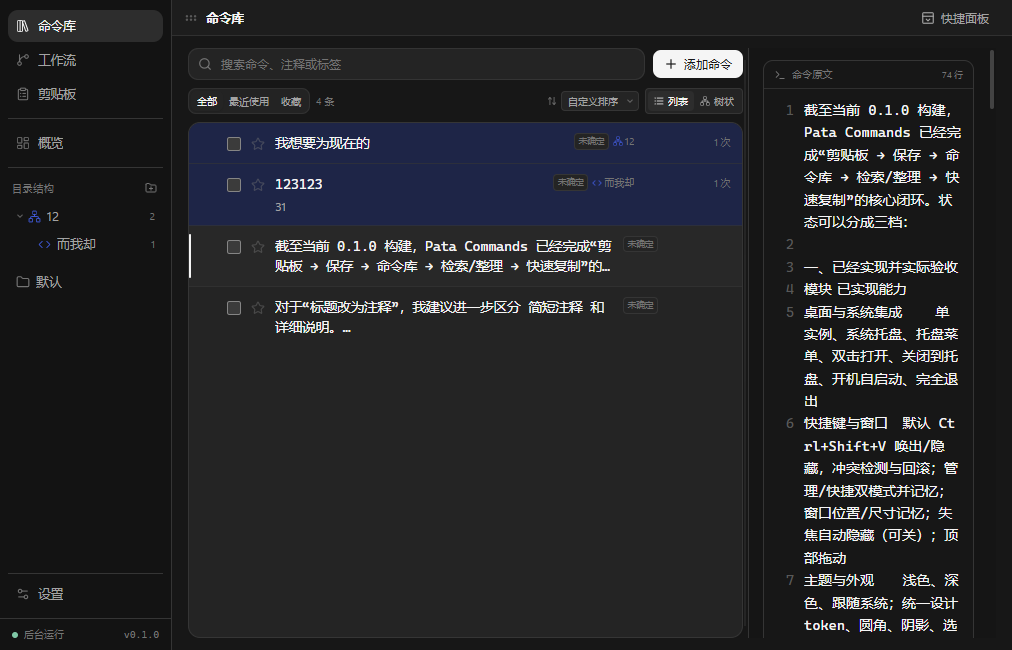 命令库
工作流
剪贴板
概览
目录结构
12 2
而我却 1
默认
设置
后台运行 v0.1.0
命令库
快捷面板
搜索命令、注释或标签
添加命令
全部 最近使用 收藏 4 条
自定义排序 列表 树状
我想要为现在的 未确定 12 1次
123123 未确定 而我却 1次
31
截至当前 0.1.0 构建，Pata Commands 已经完成“剪 未确定
贴板 → 保存 → 命令库 → 检索/整理 → 快速复制”的…
对于“标题改为注释”，我建议进一步区分 简短注释 和 未确定
详细说明。…
命令原文 74 行
1 截至当前 0.1.0 构建，
Pata Commands 已经完
成“剪贴板 → 保存 → 命
令库 → 检索/整理 → 快
速复制”的核心闭环。状
态可以分成三档：
2
3 一、已经实现并实际验收
4 模块 已实现能力
5 桌面与系统集成 单
实例、系统托盘、托盘菜
单、双击打开、关闭到托
盘、开机自启动、完全退
出
6 快捷键与窗口 默认 Ct
rl+Shift+V 唤出/隐
藏，冲突检测与回滚；管
理/快捷双模式并记忆；
窗口位置/尺寸记忆；失
焦自动隐藏（可关）；顶
部拖动
7 主题与外观 浅色、深
色、跟随系统；统一设计
token、圆角、阴影、选